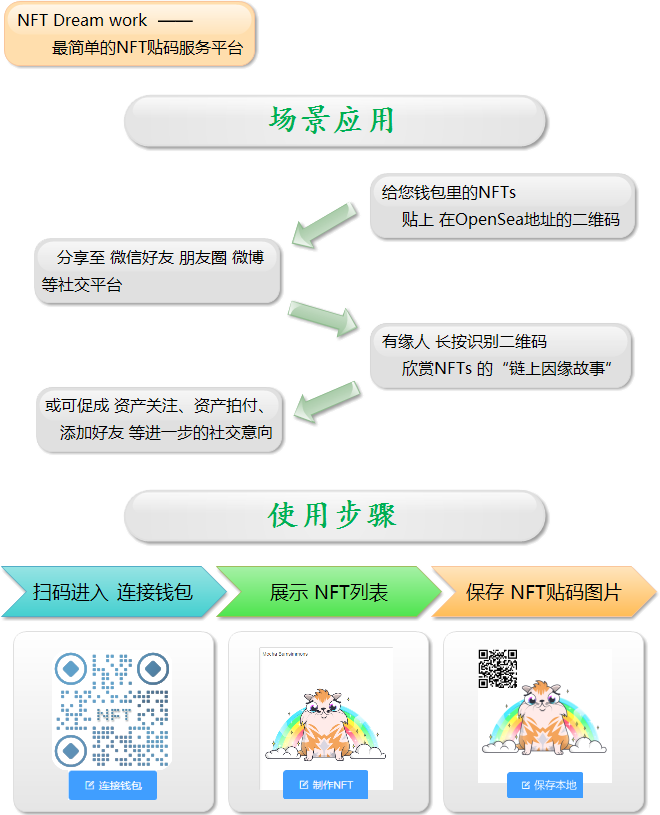 NFT Dream work ——
最简单的NFT贴码服务平台
场景应用
给您钱包里的NFTs
贴上 在OpenSea地址的二维码
分享至 微信好友 朋友圈 微博
等社交平台
有缘人 长按识别二维码
欣赏NFTs 的“链上因缘故事”
或可促成 资产关注、资产拍付、
添加好友 等进一步的社交意向
使用步骤
扫码进入 连接钱包
展示 NFT列表
保存 NFT贴码图片
NFT
连接钱包
制作NFT
保存本地